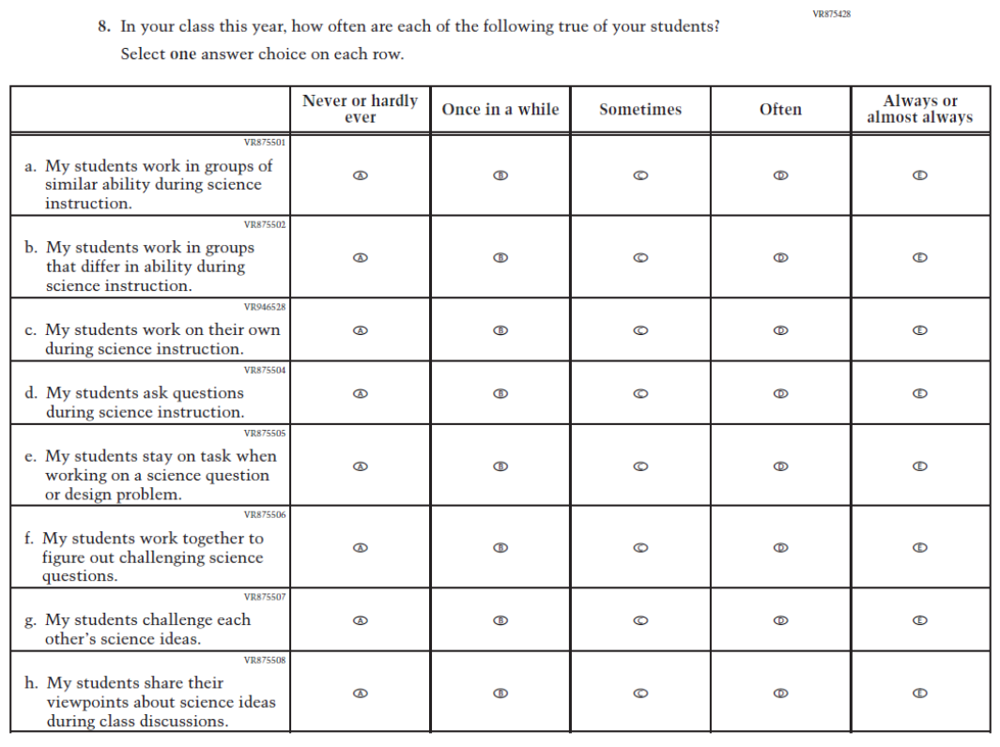 VR875428
8. In your class this year, how often are each of the following true of your students?
Select one answer choice on each row.
Never or hardly
ever
Once in a while
Sometimes
Often
Always or
almost always
VR875501
a. My students work in groups of
similar ability during science
instruction.
A B C D E
VR875502
b. My students work in groups
that differ in ability during
science instruction.
A B C D E
VR946528
c. My students work on their own
during science instruction.
A B C D E
VR875504
d. My students ask questions
during science instruction.
A B C D E
VR875505
e. My students stay on task when
working on a science question
or design problem.
A B C D E
VR875506
f. My students work together to
figure out challenging science
questions.
A B C D E
VR875507
g. My students challenge each
other's science ideas.
A B C D E
VR875508
h. My students share their
viewpoints about science ideas
during class discussions.
A B C D E